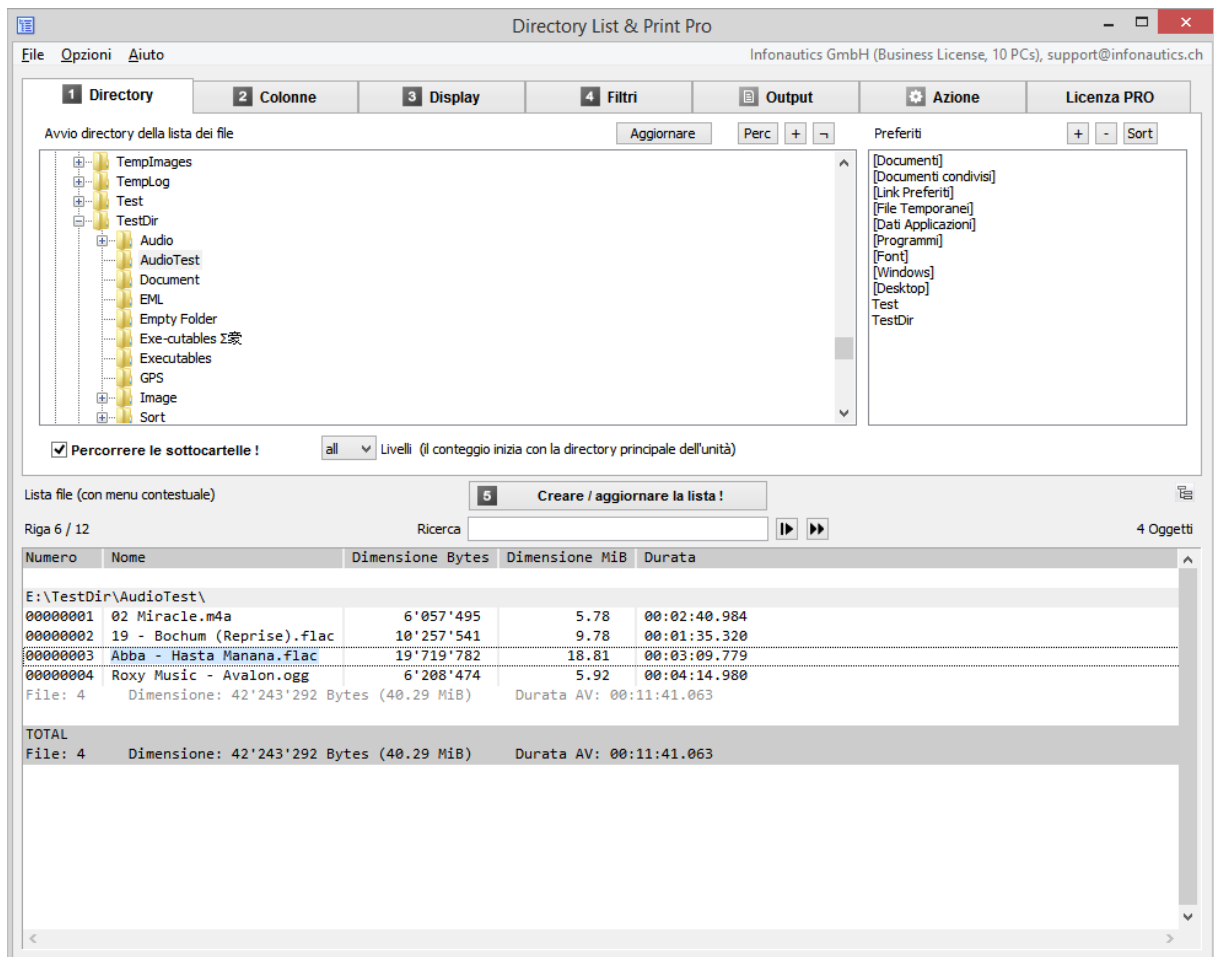 Directory List & Print Pro
File Opzioni Aiuto
Infonautics GmbH (Business License, 10 PCs), support@infonautics.ch
1 Directory
2 Colonne
3 Display
4 Filtri
Output
Azione
Licenza PRO
Avvio directory della lista dei file
Aggiornare
Perc + ¬
Preferiti
+ - Sort
TempImages
TempLog
Test
TestDir
Audio
AudioTest
Document
EML
Empty Folder
Exe-cutables Σ
Executables
GPS
Image
Sort
[Documenti]
[Documenti condivisi]
[Link Preferiti]
[File Temporanei]
[Dati Applicazioni]
[Programmi]
[Font]
[Windows]
[Desktop]
Test
TestDir
Percorrere le sottocartelle !
all
Livelli (il conteggio inizia con la directory principale dell'unità)
Lista file (con menu contestuale)
5 Creare / aggiornare la lista !
Riga 6 / 12
Ricerca
4 Oggetti
Numero Nome Dimensione Bytes Dimensione MiB Durata
E:\TestDir\AudioTest\
00000001 02 Miracle.m4a 6'057'495 5.78 00:02:40.984
00000002 19 - Bochum (Reprise).flac 10'257'541 9.78 00:01:35.320
00000003 Abba - Hasta Manana.flac 19'719'782 18.81 00:03:09.779
00000004 Roxy Music - Avalon.ogg 6'208'474 5.92 00:04:14.980
File: 4 Dimensione: 42'243'292 Bytes (40.29 MiB) Durata AV: 00:11:41.063
TOTAL
File: 4 Dimensione: 42'243'292 Bytes (40.29 MiB) Durata AV: 00:11:41.063